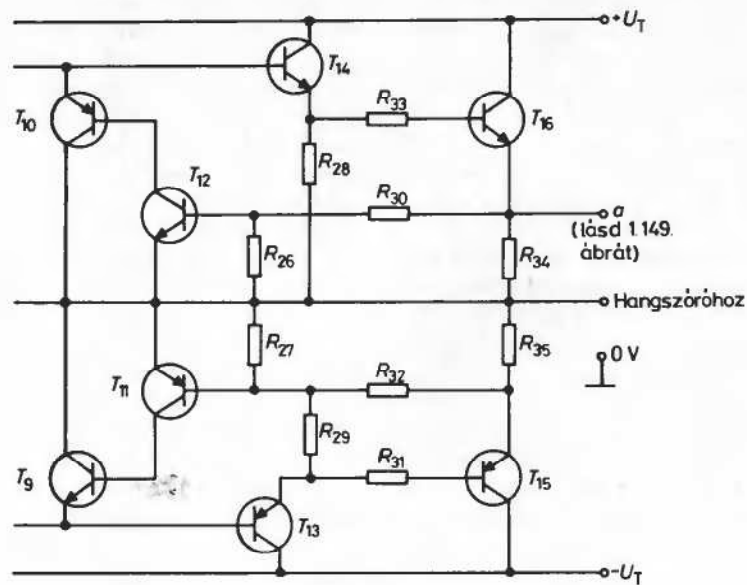 +U_T
T_14
R_33
T_10
T_16
R_28
T_12
R_30
a
(lásd 1.149.
ábrát)
R_26
R_34
Hangszóróhoz
R_27
R_35
0 V
T_11
R_32
R_29
T_9
R_31
T_15
T_13
-U_T